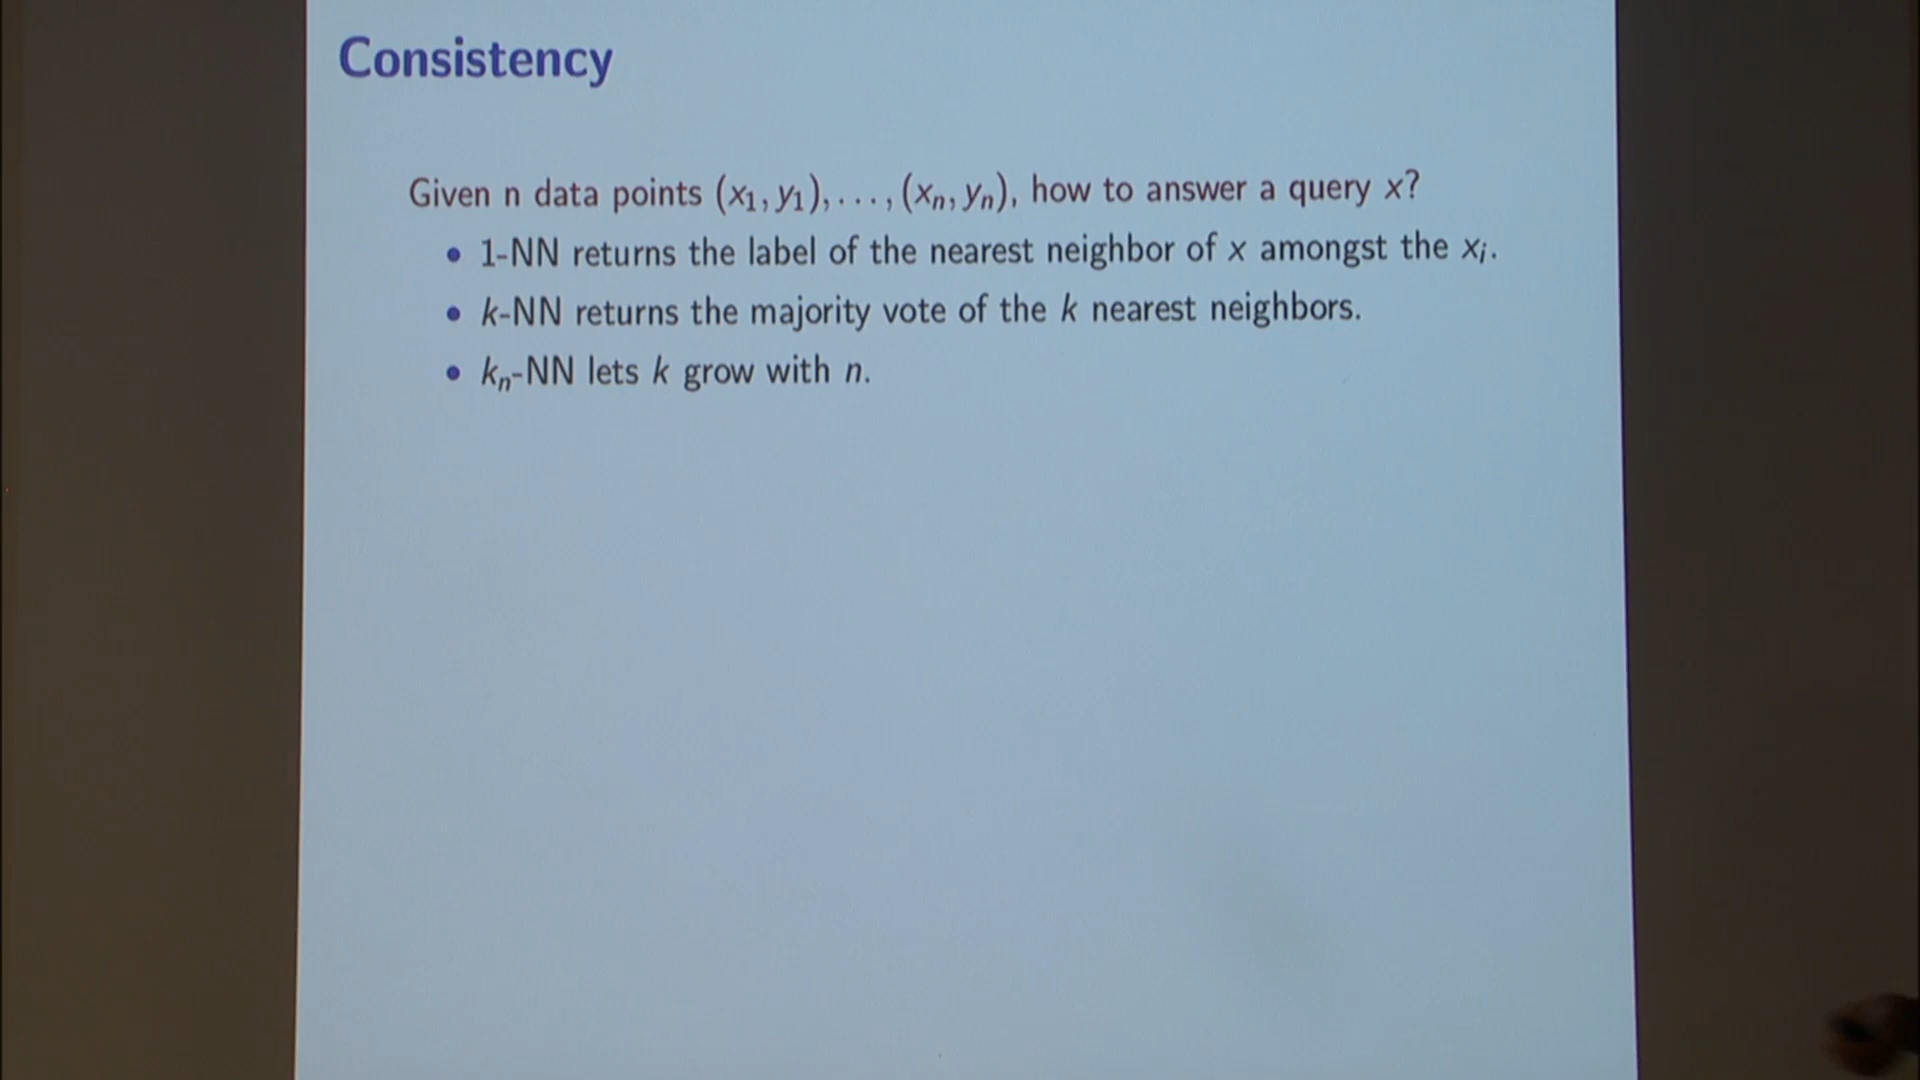 Consistency
Given n data points (x₁, y₁), . . . , (xₙ, yₙ), how to answer a query x?
• 1-NN returns the label of the nearest neighbor of x amongst the xᵢ.
• k-NN returns the majority vote of the k nearest neighbors.
• kₙ-NN lets k grow with n.